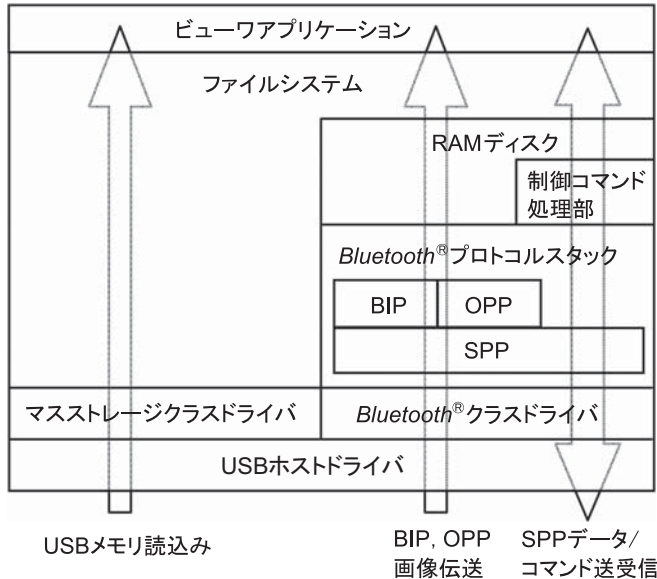 ビューワアプリケーション
ファイルシステム
RAMディスク
制御コマンド
処理部
Bluetooth®プロトコルスタック
BIP
OPP
SPP
マスストレージクラスドライバ
Bluetooth®クラスドライバ
USBホストドライバ
USBメモリ読込み
BIP, OPP
画像伝送
SPPデータ/
コマンド送受信